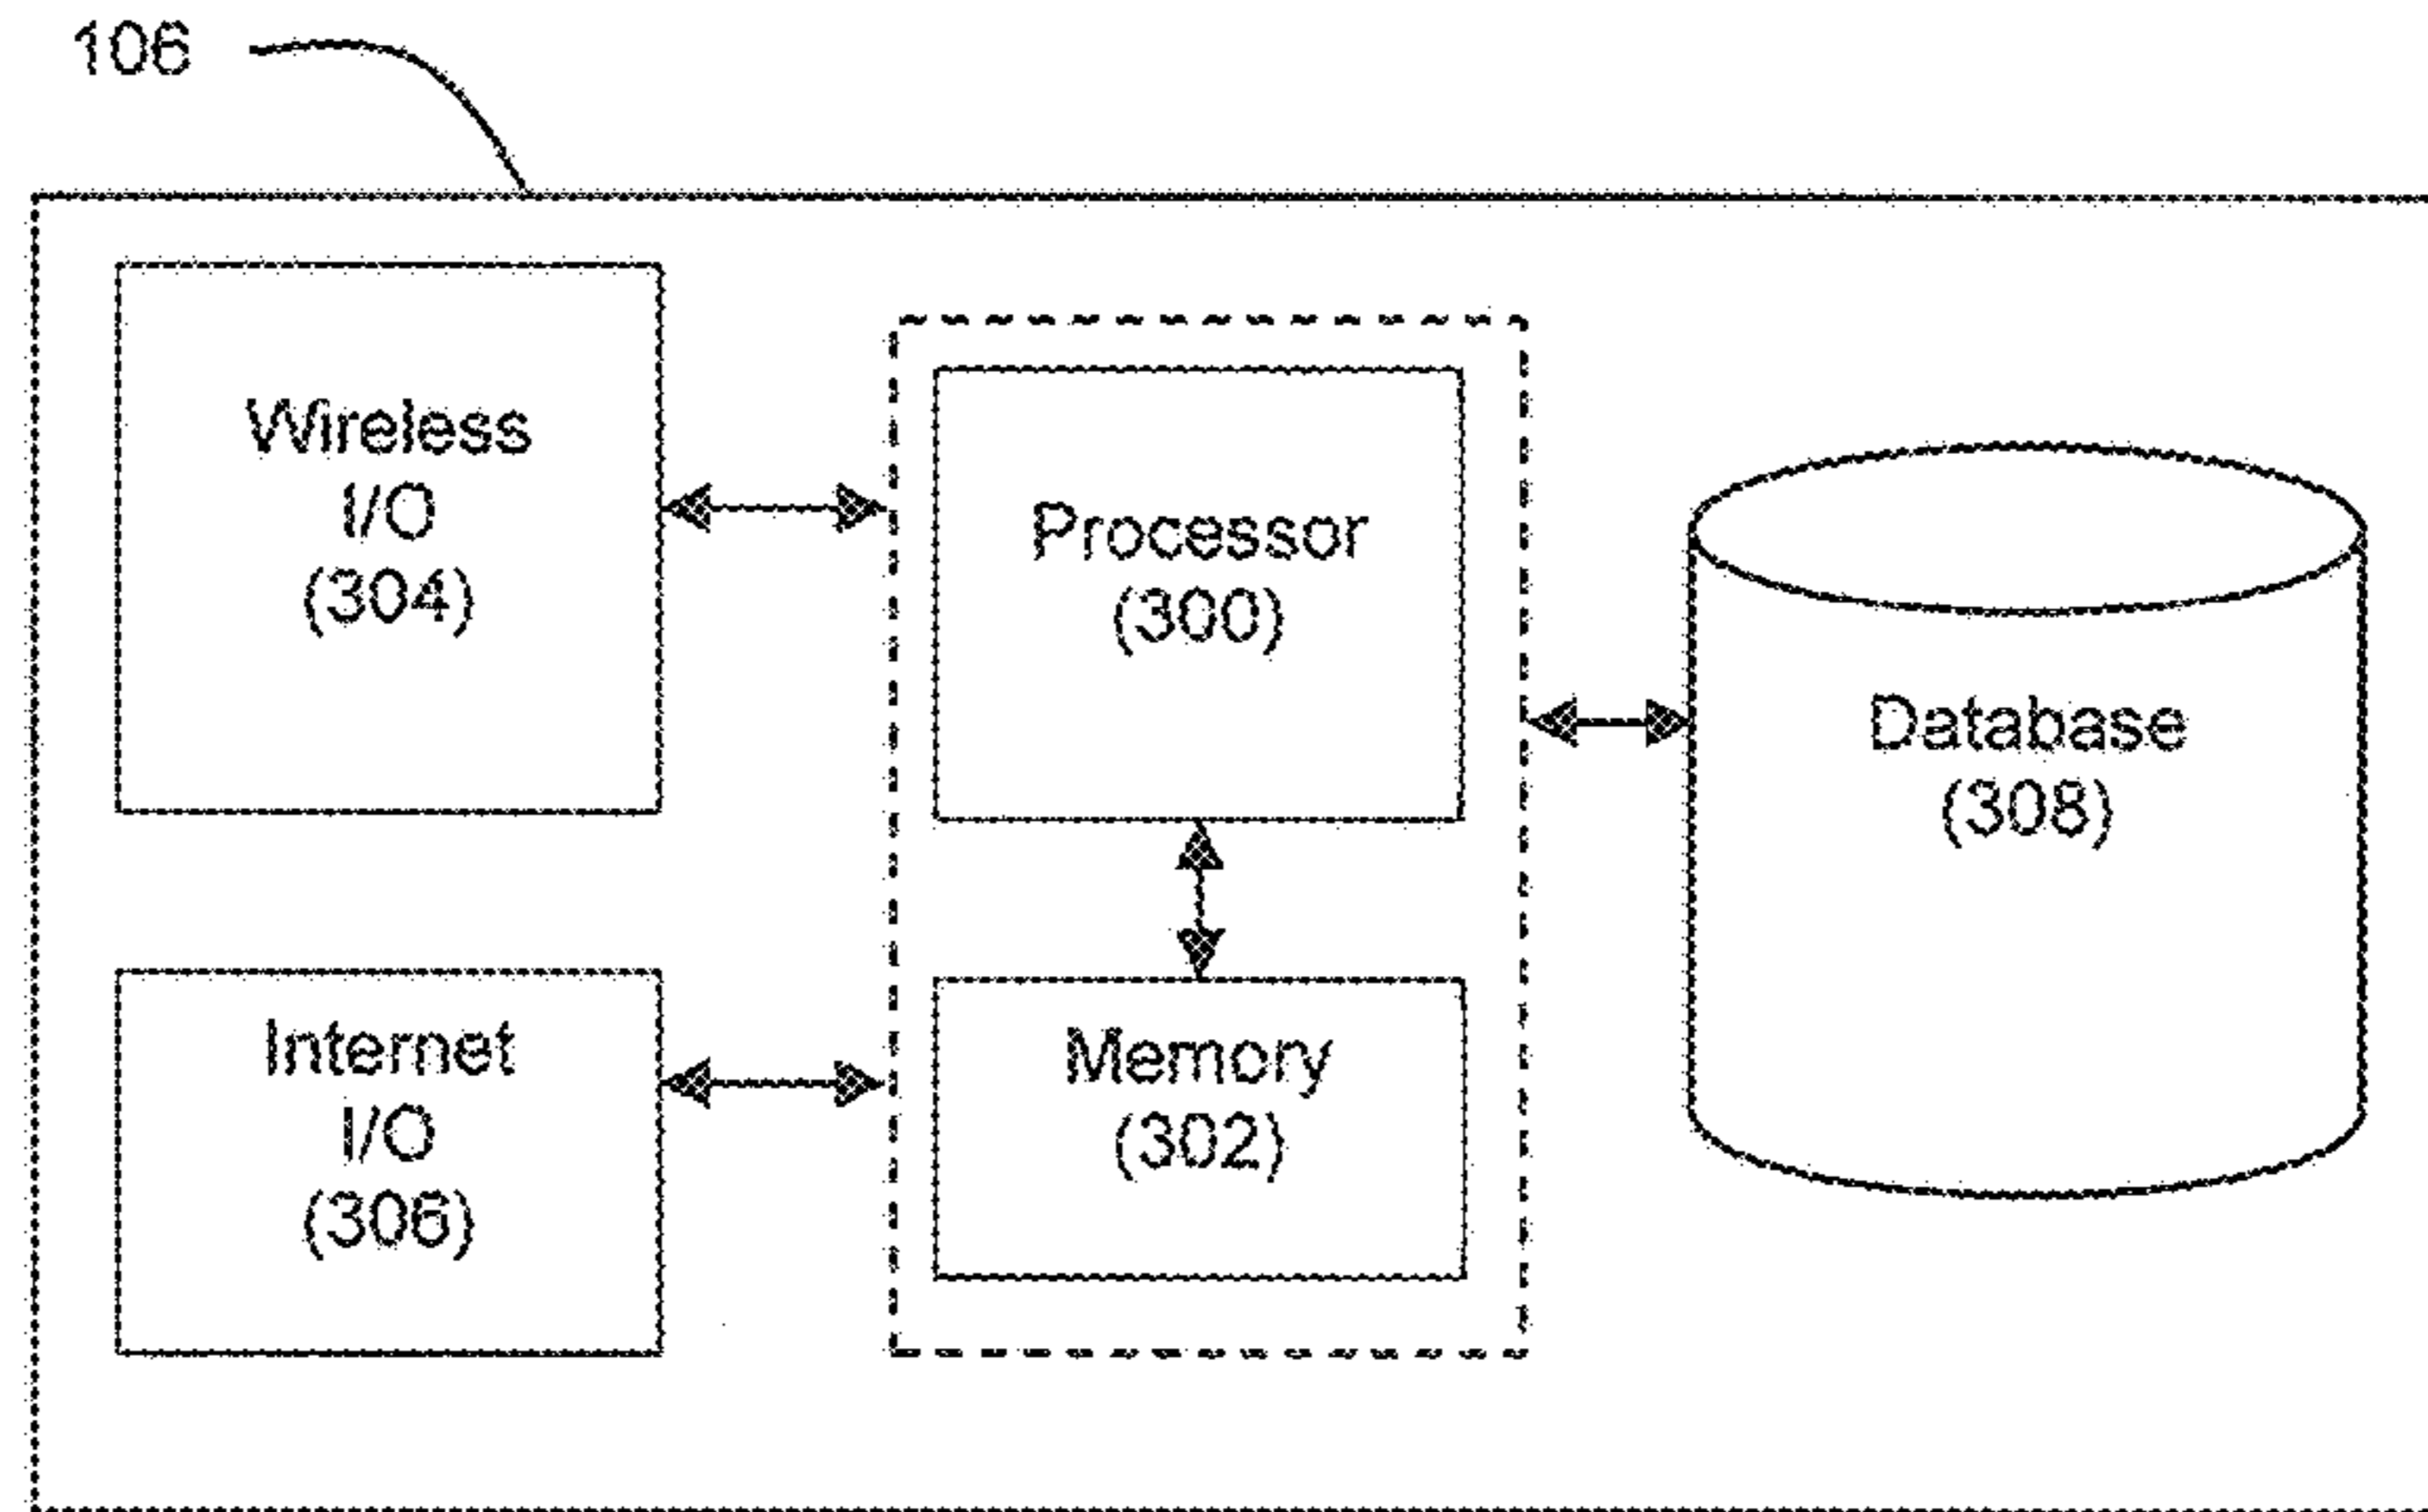 106
Wireless
I/O
(304)
Processor
(300)
Database
(308)
Internet
I/O
(306)
Memory
(302)